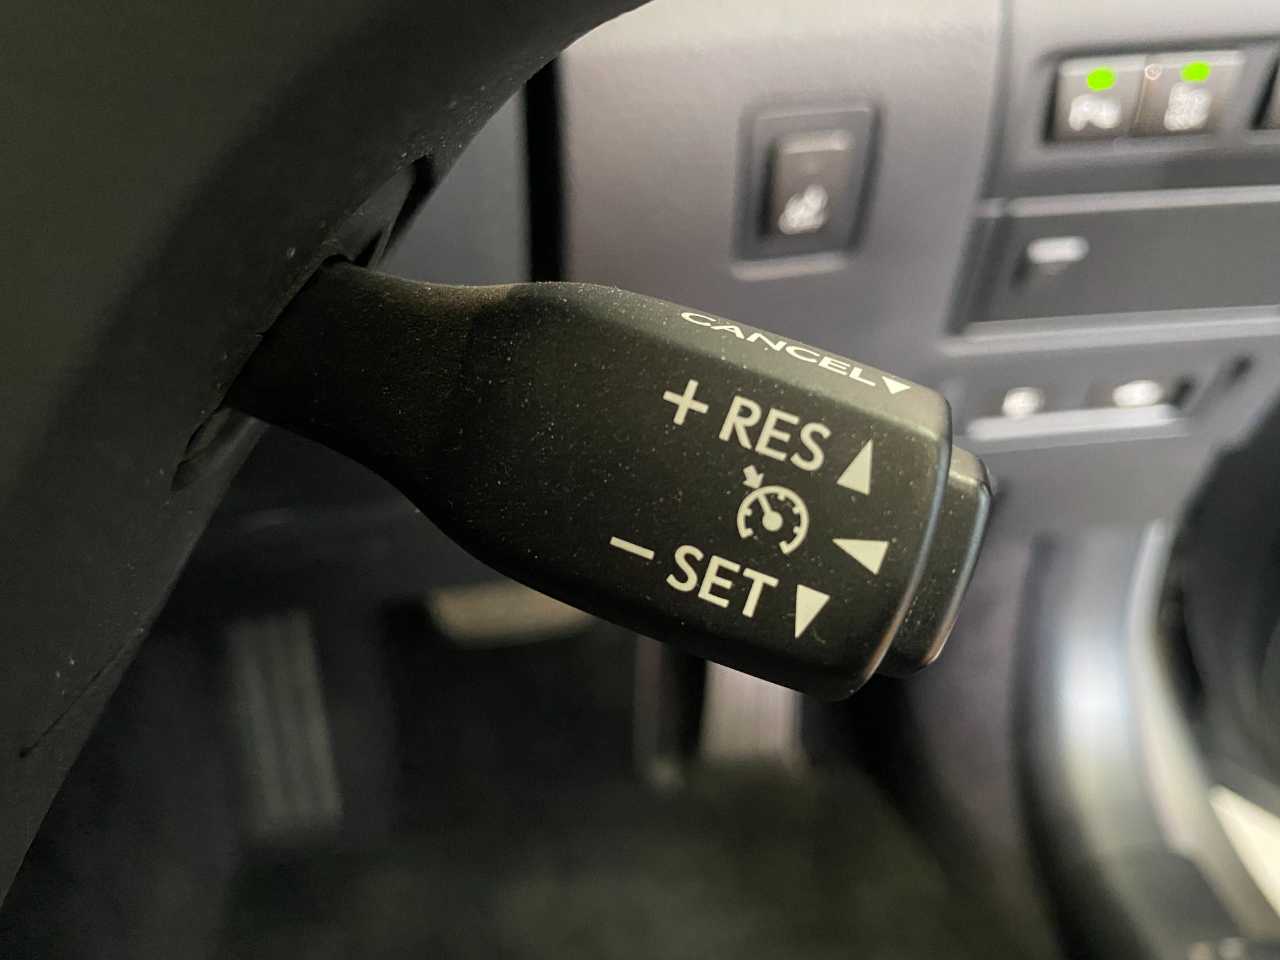 CANCEL▼
+ RES ▲
- SET ▼